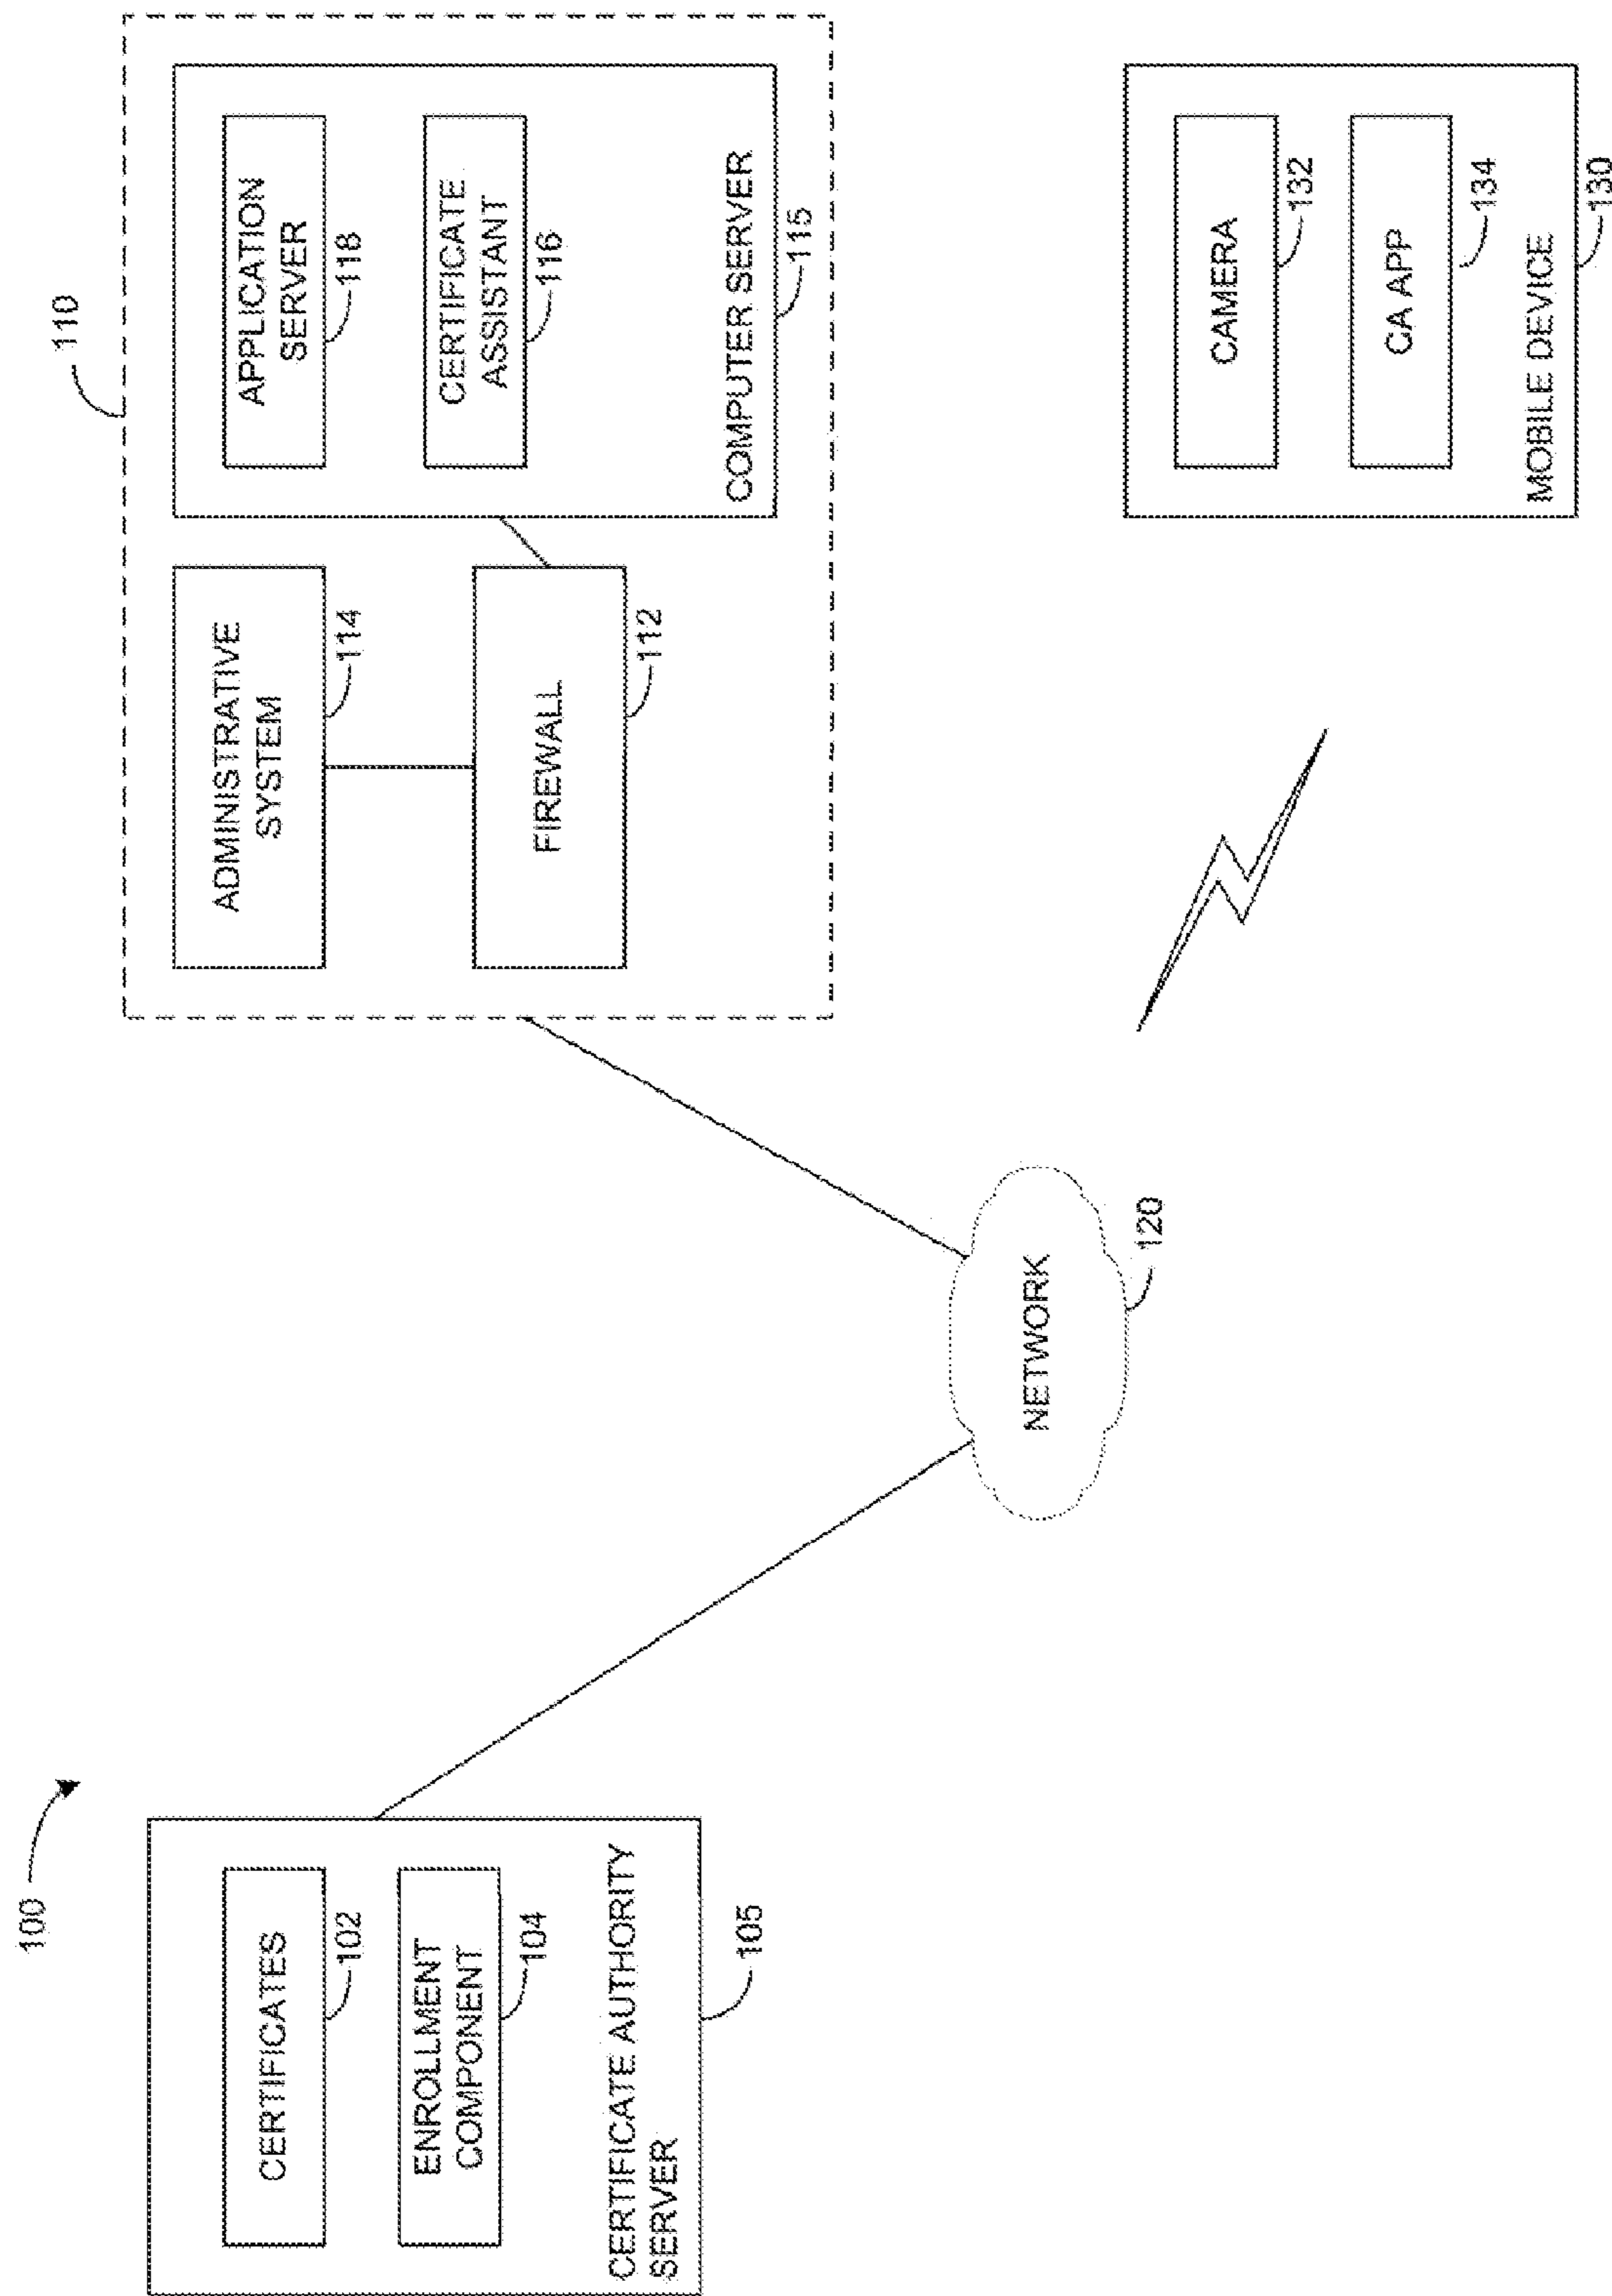 100
CERTIFICATES
102
ENROLLMENT
COMPONENT
104
CERTIFICATE AUTHORITY
SERVER
105
NETWORK
120
110
ADMINISTRATIVE
SYSTEM
114
FIREWALL
112
APPLICATION
SERVER
118
CERTIFICATE
ASSISTANT
116
COMPUTER SERVER
115
CAMERA
132
CA APP
134
MOBILE DEVICE
130